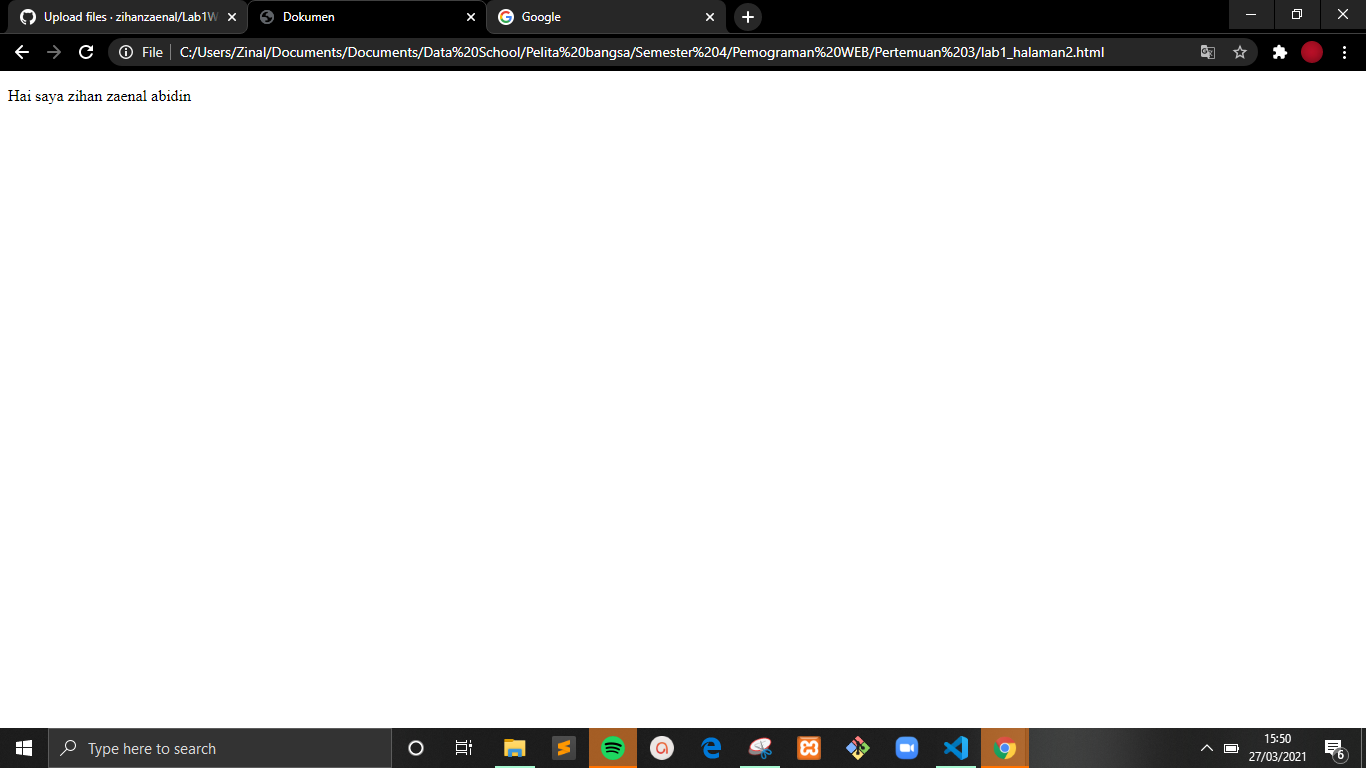 Upload files · zihanzaenal/Lab1W
Dokumen
Google
File
C:/Users/Zinal/Documents/Documents/Data%20School/Pelita%20bangsa/Semester%204/Pemograman%20WEB/Pertemuan%203/lab1_halaman2.html
Hai saya zihan zaenal abidin
Type here to search
15:50
27/03/2021
6